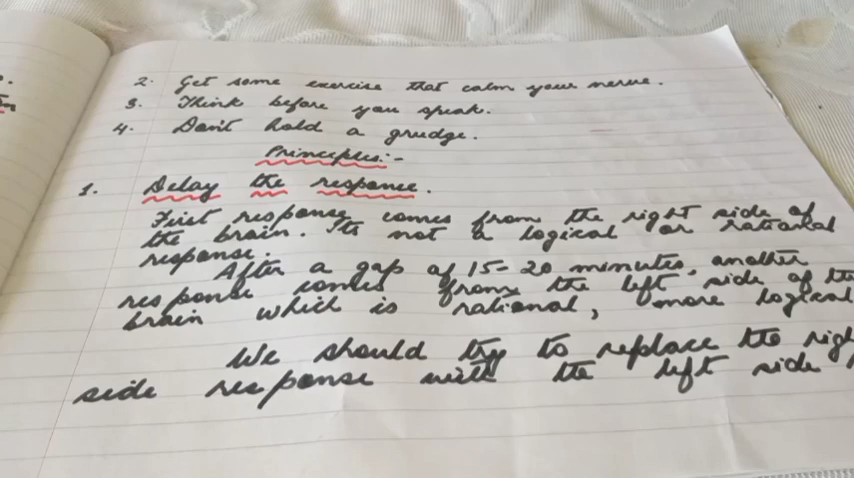 2. Get some exercise that calm your nerve.
3. Think before you speak.
4. Don't hold a grudge.
Principles:-
1. Delay the response.
First response comes from the right side of
the brain. Its not a logical or rational
response.
After a gap of 15-20 minutes, another
response comes from the left side of the
brain which is rational, more logical
We should try to replace the righ
side response with the left side